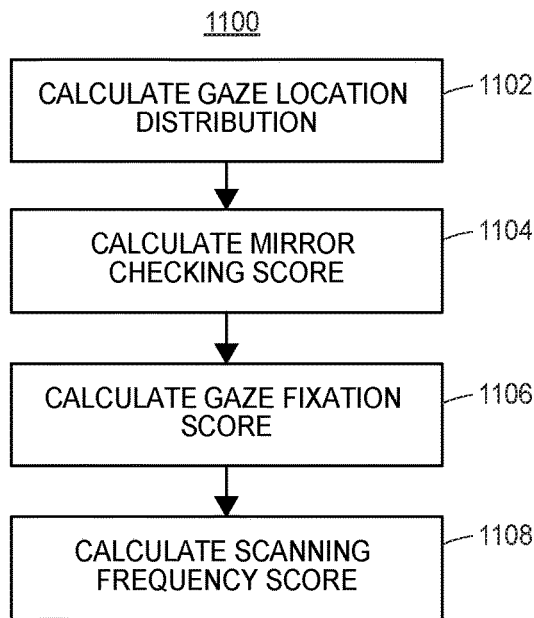 1100
CALCULATE GAZE LOCATION
DISTRIBUTION
1102
CALCULATE MIRROR
CHECKING SCORE
1104
CALCULATE GAZE FIXATION
SCORE
1106
CALCULATE SCANNING
FREQUENCY SCORE
1108